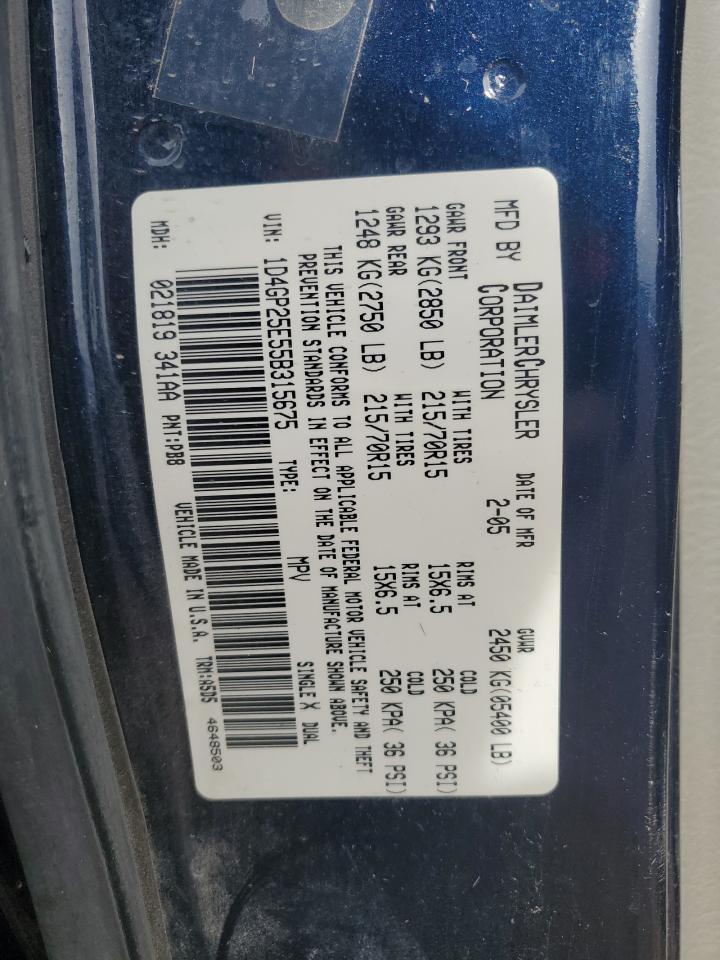 MFD BY DAIMLERCHRYSLER CORPORATION DATE OF MFR 2-05 GVWR 2450 KG(05400 LB)
GAWR FRONT WITH TIRES RIMS AT COLD
1293 KG(2850 LB) 215/70R15 15X6.5 250 KPA( 36 PSI)
GAWR REAR WITH TIRES RIMS AT COLD
1248 KG(2750 LB) 215/70R15 15X6.5 250 KPA( 36 PSI)
THIS VEHICLE CONFORMS TO ALL APPLICABLE FEDERAL MOTOR VEHICLE SAFETY AND THEFT
PREVENTION STANDARDS IN EFFECT ON THE DATE OF MANUFACTURE SHOWN ABOVE.
VIN: 1D4GP25E55B315675 TYPE: MPV SINGLE X DUAL
MDH: 021819 341AA PNT:PB8 VEHICLE MADE IN U.S.A. TRM:ASD5 4648503